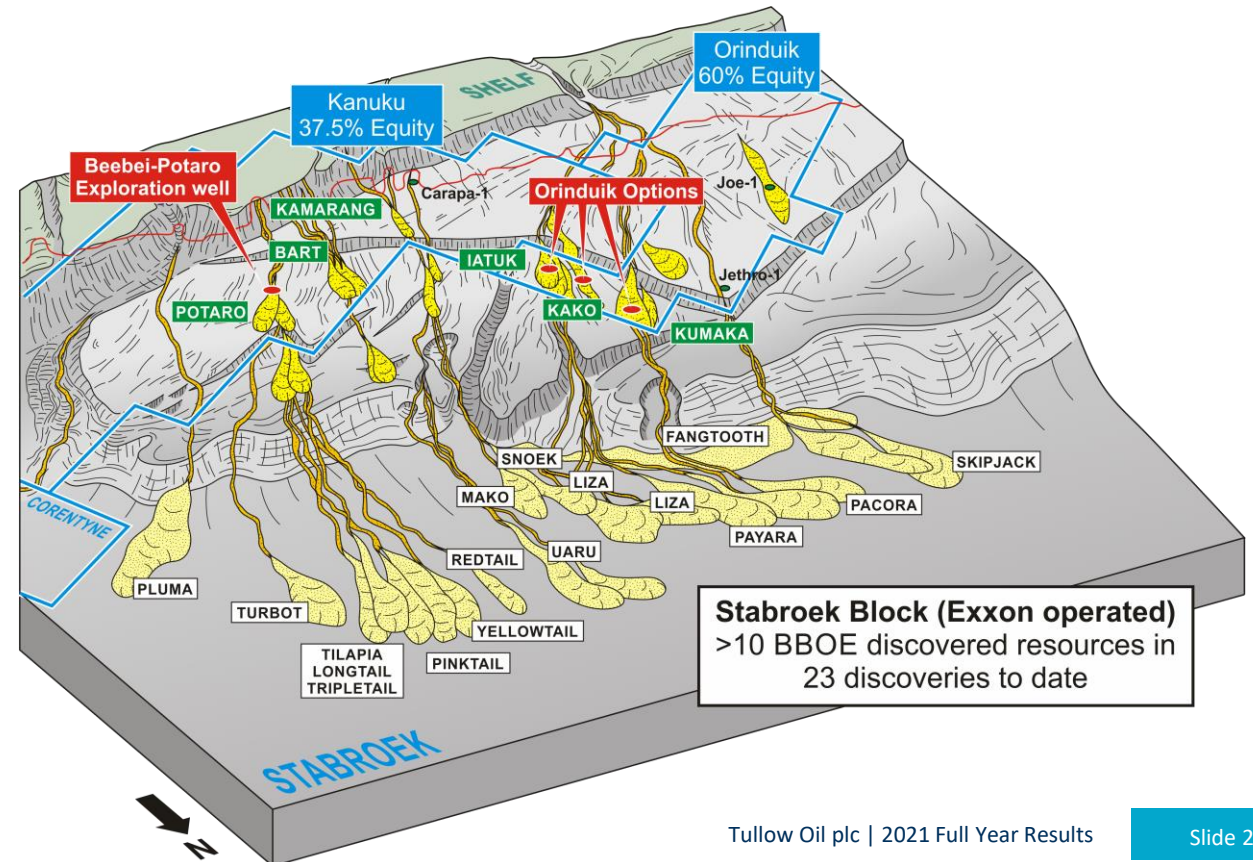 SHELF
Orinduik
60% Equity
Kanuku
37.5% Equity
Beebei-Potaro
Exploration well
KAMARANG
Carapa-1
Orinduik Options
Joe-1
BART
IATUK
Jethro-1
POTARO
KAKO
KUMAKA
FANGTOOTH
SNOEK
SKIPJACK
LIZA
MAKO
LIZA
PACORA
CORENTYNE
PAYARA
REDTAIL
UARU
PLUMA
TURBOT
YELLOWTAIL
TILAPIA
LONGTAIL
TRIPLETAIL
PINKTAIL
Stabroek Block (Exxon operated)
>10 BBOE discovered resources in
23 discoveries to date
STABROEK
N
Tullow Oil plc | 2021 Full Year Results
Slide 2